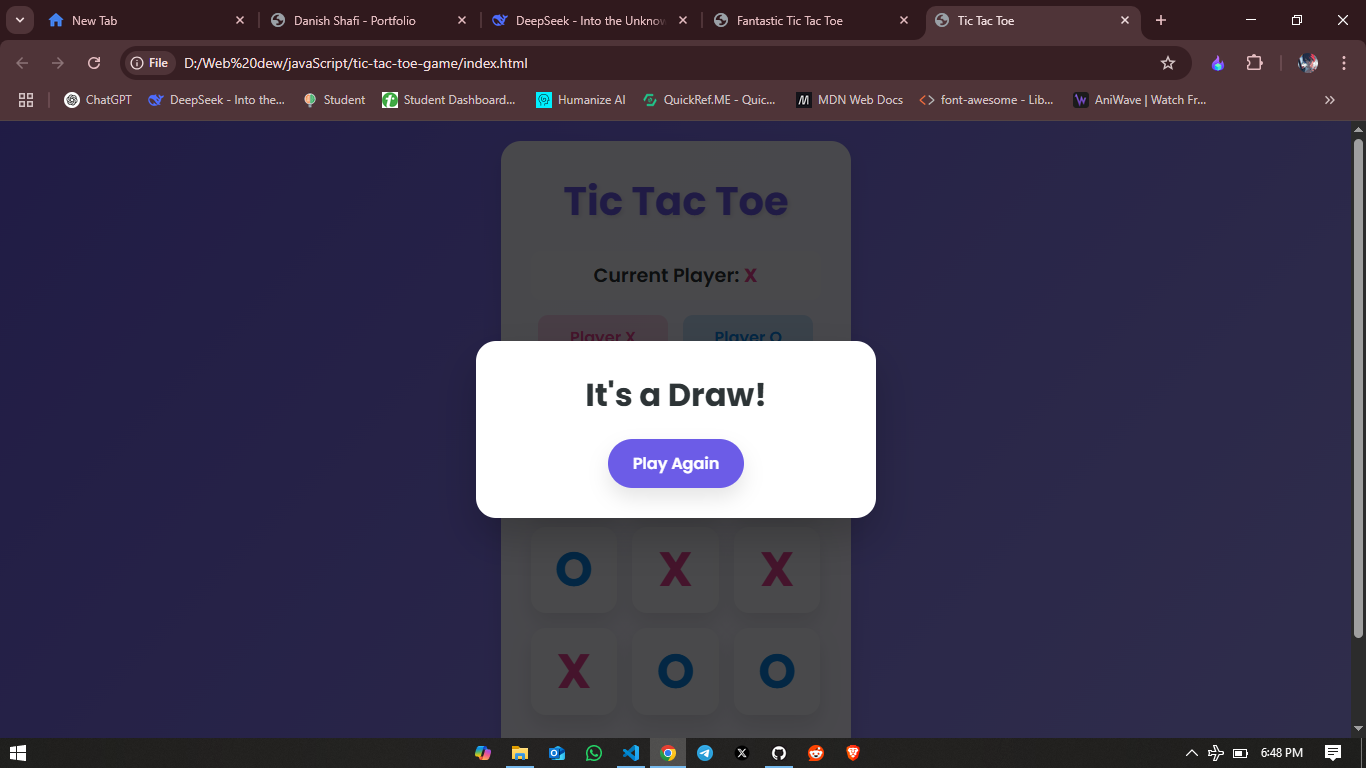 New Tab
Danish Shafi - Portfolio
DeepSeek - Into the Unknow
Fantastic Tic Tac Toe
Tic Tac Toe
File D:/Web%20dew/javaScript/tic-tac-toe-game/index.html
ChatGPT
DeepSeek - Into the...
Student
Student Dashboard...
Humanize AI
QuickRef.ME - Quic...
MDN Web Docs
font-awesome - Lib...
AniWave | Watch Fr...
Tic Tac Toe
Current Player: X
Player X
Player O
It's a Draw!
Play Again
O X X
X O O
6:48 PM